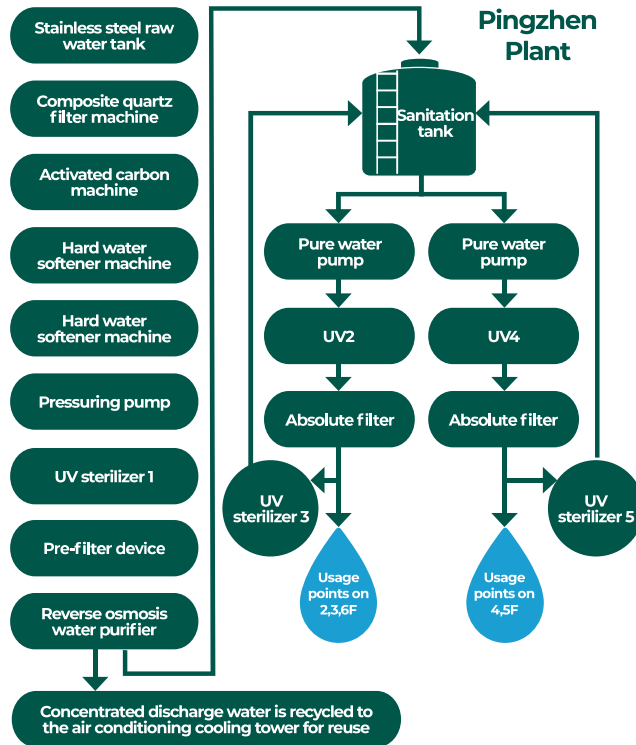 Pingzhen
Plant
Stainless steel raw
water tank
Composite quartz
filter machine
Activated carbon
machine
Hard water
softener machine
Hard water
softener machine
Pressuring pump
UV sterilizer 1
Pre-filter device
Reverse osmosis
water purifier
Concentrated discharge water is recycled to
the air conditioning cooling tower for reuse
Sanitation
tank
Pure water
pump
UV2
Absolute filter
UV
sterilizer 3
Usage
points on
2,3,6F
Pure water
pump
UV4
Absolute filter
UV
sterilizer 5
Usage
points on
4,5F